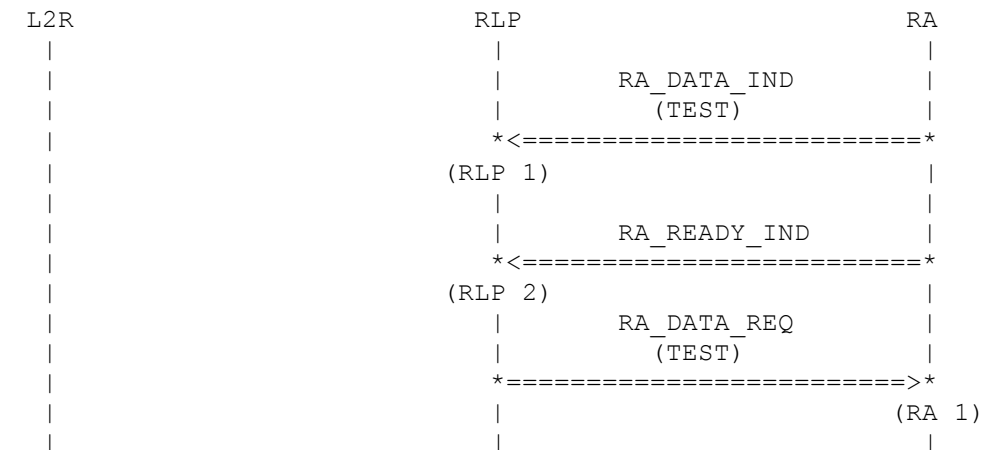 L2R                         RLP                        RA
 |                           |                          |
 |                           |       RA_DATA_IND        |
 |                           |         (TEST)           |
 |                           *<=========================*
 |                        (RLP 1)                       |
 |                           |                          |
 |                           |       RA_READY_IND       |
 |                           *<=========================*
 |                        (RLP 2)                       |
 |                           |       RA_DATA_REQ        |
 |                           |         (TEST)           |
 |                           *=========================>*
 |                           |                        (RA 1)
 |                           |                          |